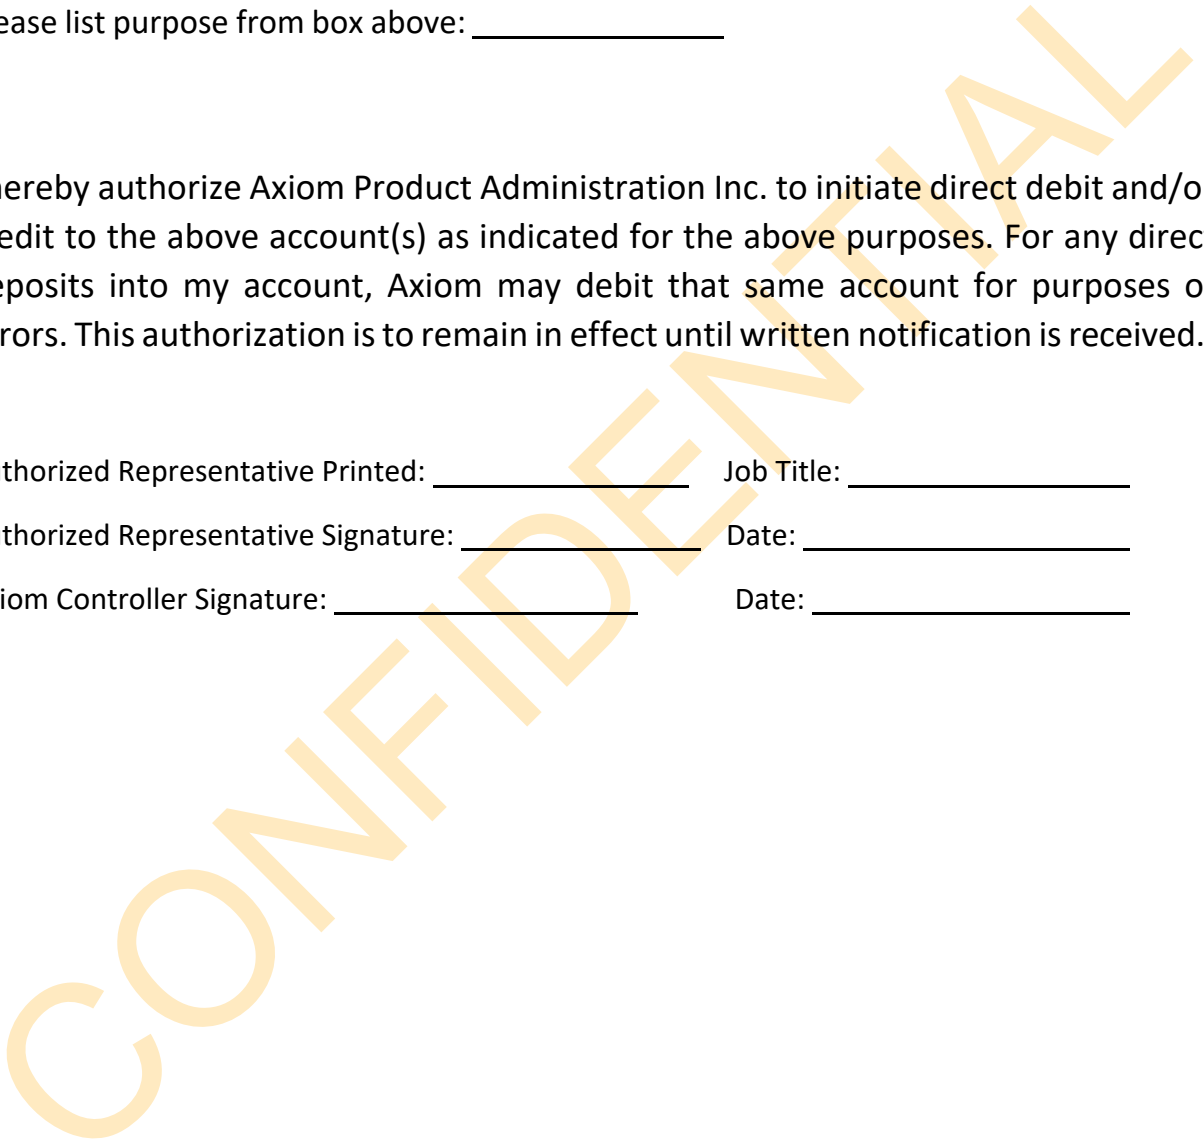 ease list purpose from box above:
hereby authorize Axiom Product Administration Inc. to initiate direct debit and/o
edit to the above account(s) as indicated for the above purposes. For any direc
eposits into my account, Axiom may debit that same account for purposes o
rors. This authorization is to remain in effect until written notification is received.
thorized Representative Printed: Job Title:
thorized Representative Signature: Date:
iom Controller Signature: Date:
CONFIDENTIAL